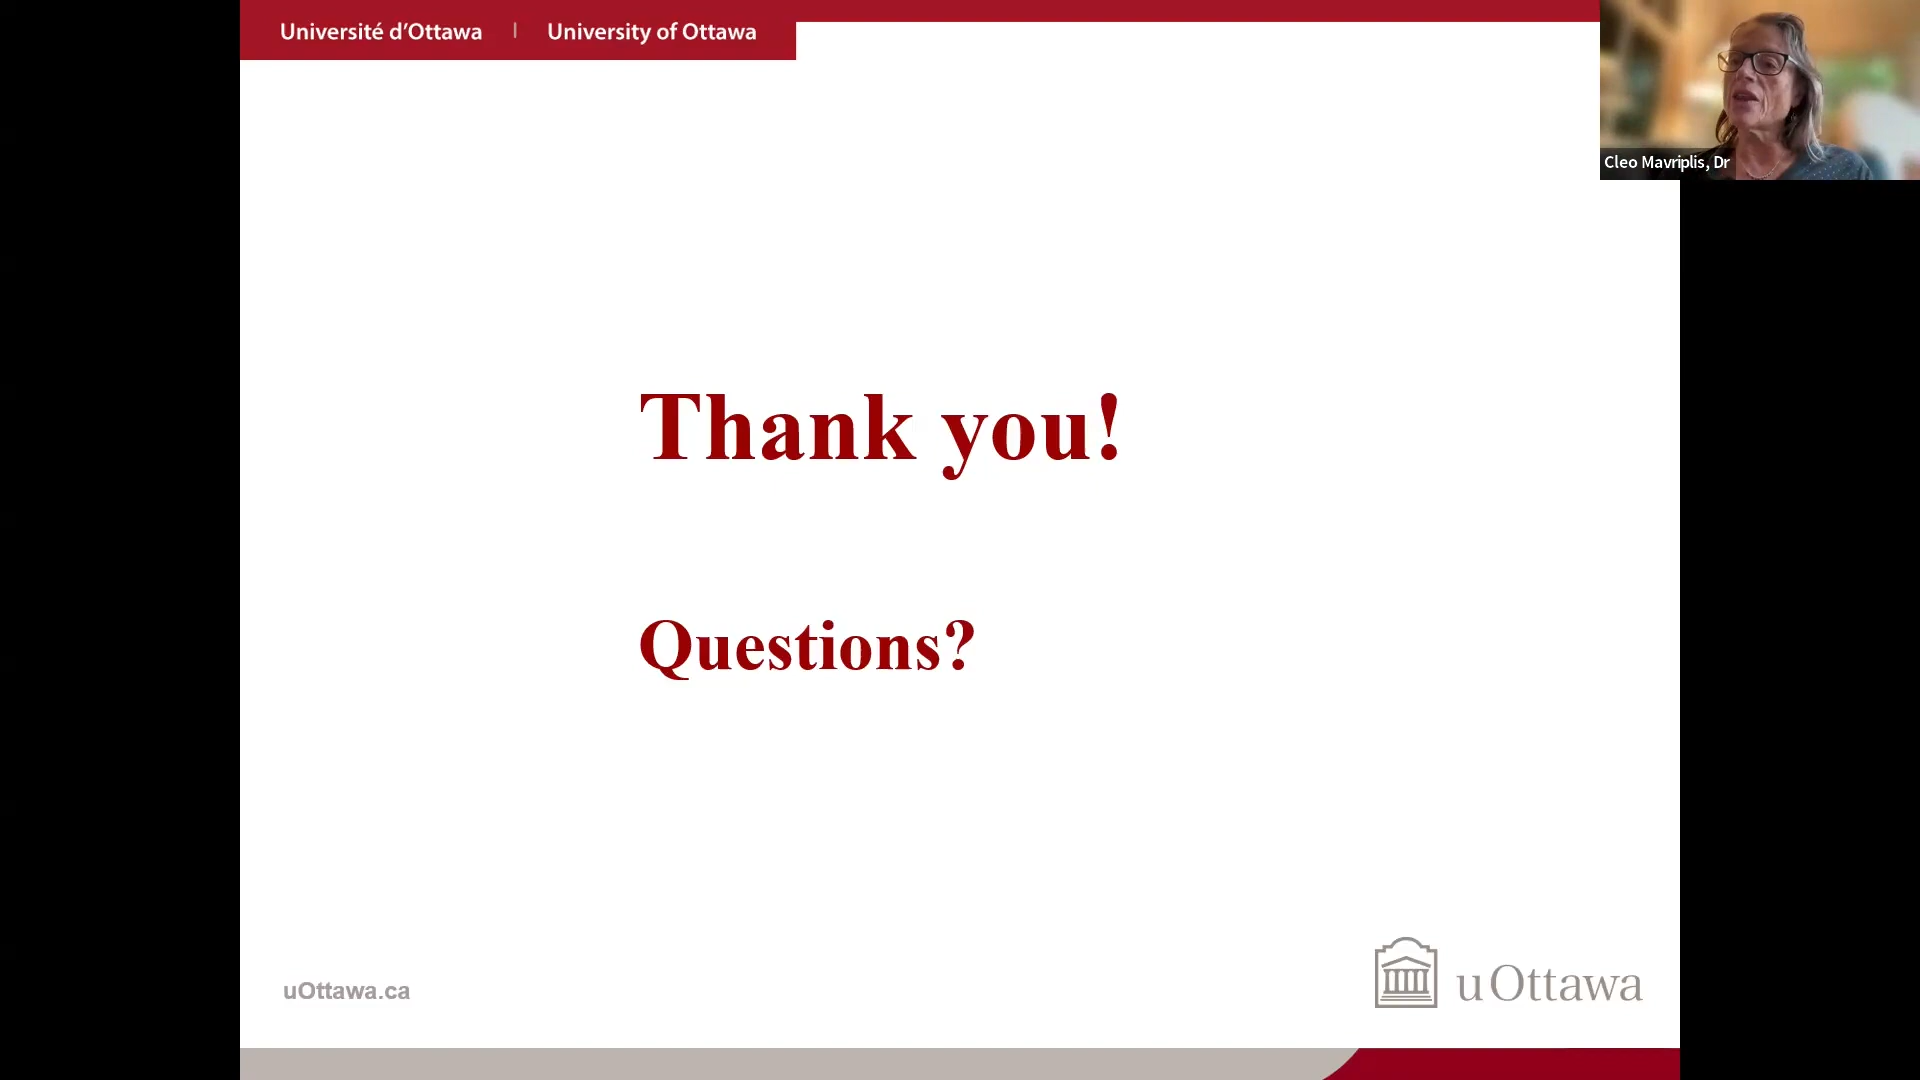 Université d'Ottawa | University of Ottawa
Cleo Mavriplis, Dr
Thank you!
Questions?
uOttawa.ca
uOttawa